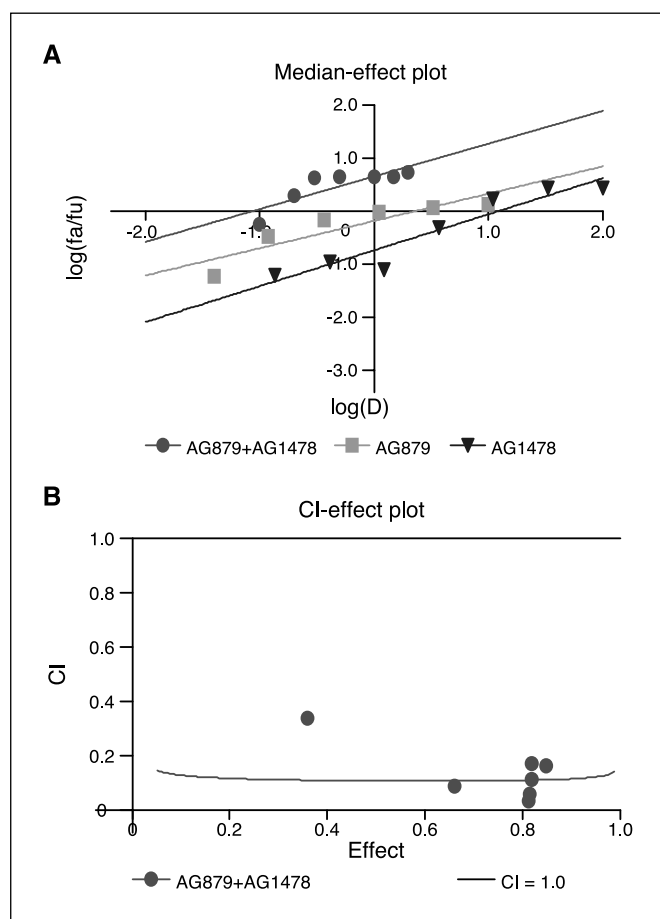 A
Median-effect plot
2.0
1.0
-2.0 -1.0 0 1.0 2.0
-1.0
-2.0
-3.0
log(fa/fu)
log(D)
AG879+AG1478 AG879 AG1478
B
CI-effect plot
1.0
0.8
0.6
0.4
0.2
0
CI
0 0.2 0.4 0.6 0.8 1.0
Effect
AG879+AG1478 CI = 1.0